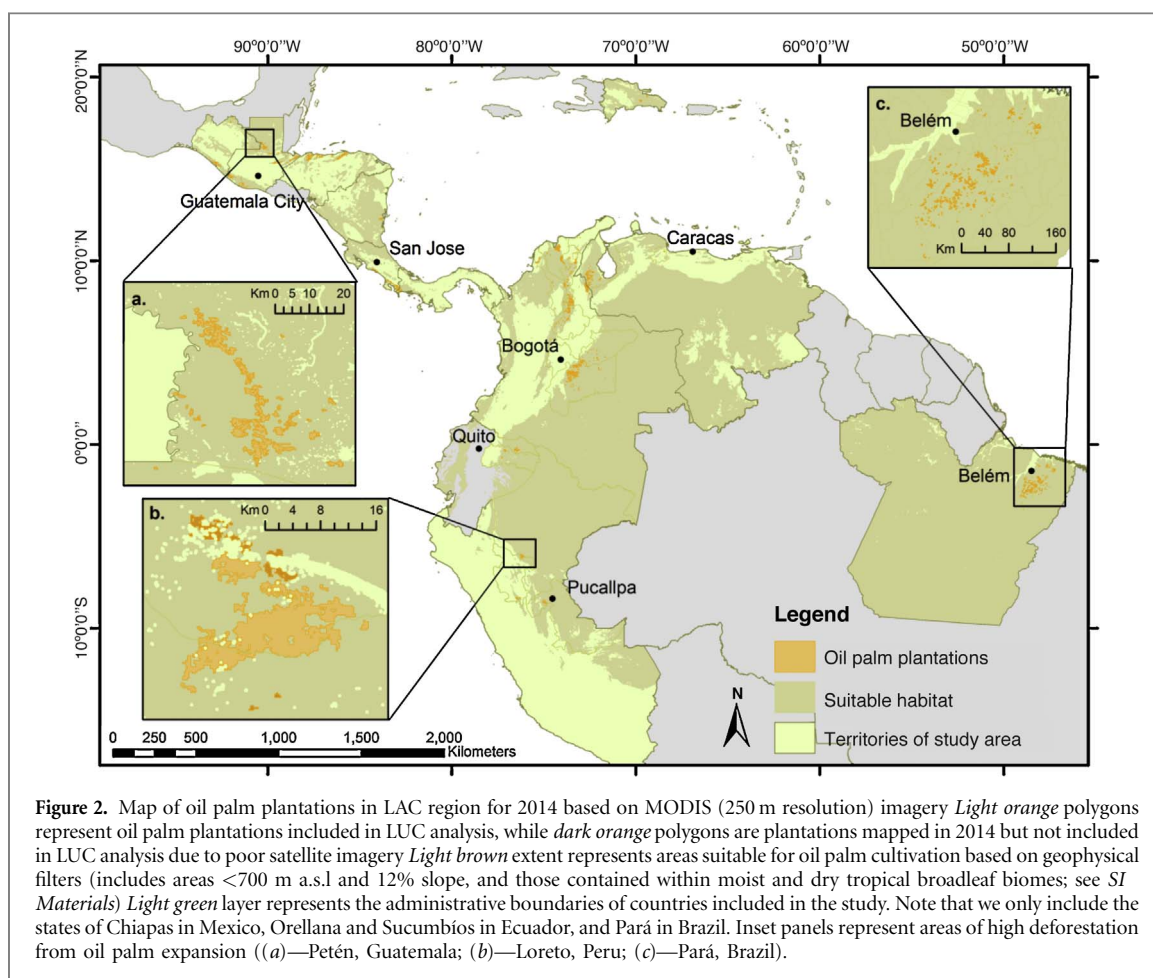 90°0'0"W 80°0'0"W 70°0'0"W 60°0'0"W 50°0'0"W
20°0'0"N
10°0'0"N
0°0'0"
10°0'0"S
c.
Belém
Km 0 40 80 160
Guatemala City
San Jose
Caracas
a.
Km 0 5 10 20
Bogotá
Quito
Belém
b.
Km 0 4 8 16
Pucallpa
Legend
Oil palm plantations
Suitable habitat
Territories of study area
N
0 250 500 1,000 1,500 2,000
Kilometers
Figure 2. Map of oil palm plantations in LAC region for 2014 based on MODIS (250 m resolution) imagery Light orange polygons
represent oil palm plantations included in LUC analysis, while dark orange polygons are plantations mapped in 2014 but not included
in LUC analysis due to poor satellite imagery Light brown extent represents areas suitable for oil palm cultivation based on geophysical
filters (includes areas <700 m a.s.l and 12% slope, and those contained within moist and dry tropical broadleaf biomes; see SI
Materials) Light green layer represents the administrative boundaries of countries included in the study. Note that we only include the
states of Chiapas in Mexico, Orellana and Sucumbíos in Ecuador, and Pará in Brazil. Inset panels represent areas of high deforestation
from oil palm expansion ((a)—Petén, Guatemala; (b)—Loreto, Peru; (c)—Pará, Brazil).